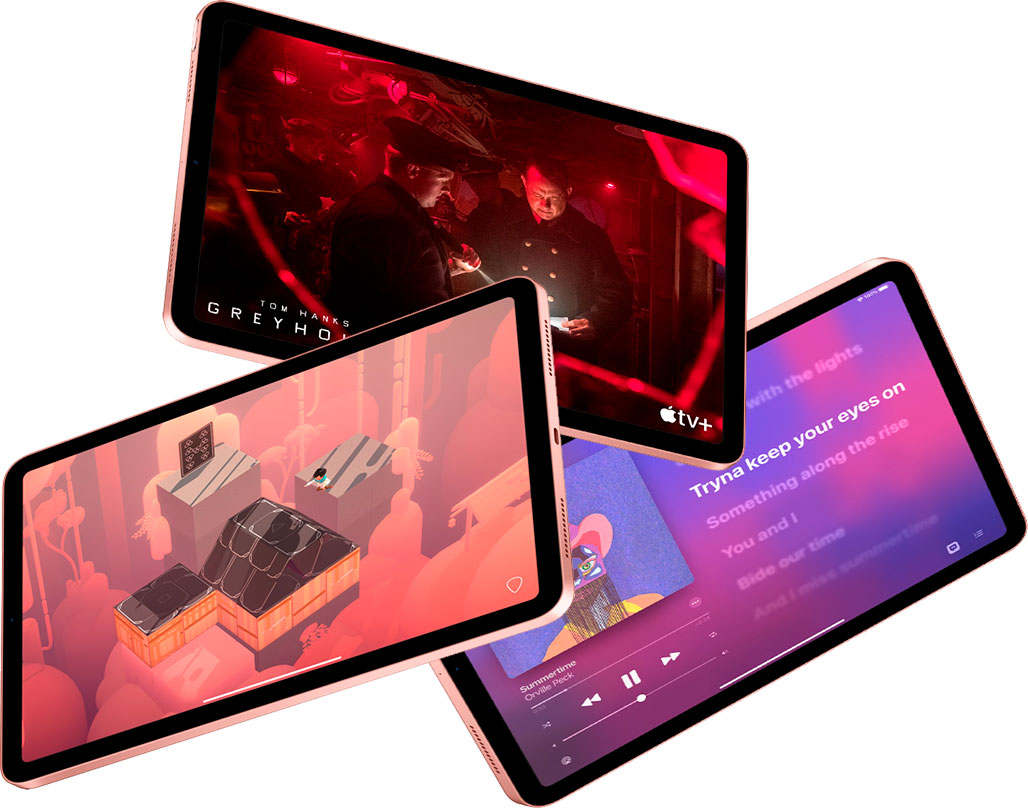 TOM HANKS
GREYHO
tv+
100%
with the lights
Tryna keep your eyes on
Something along the rise
You and I
Bide our time
And I miss summertime
Summertime
Orville Peck